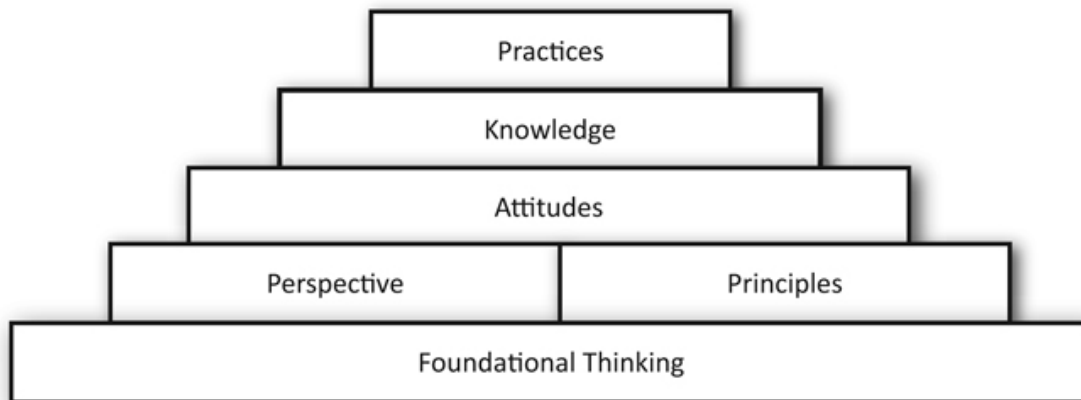 Practices
Knowledge
Attitudes
Perspective
Principles
Foundational Thinking